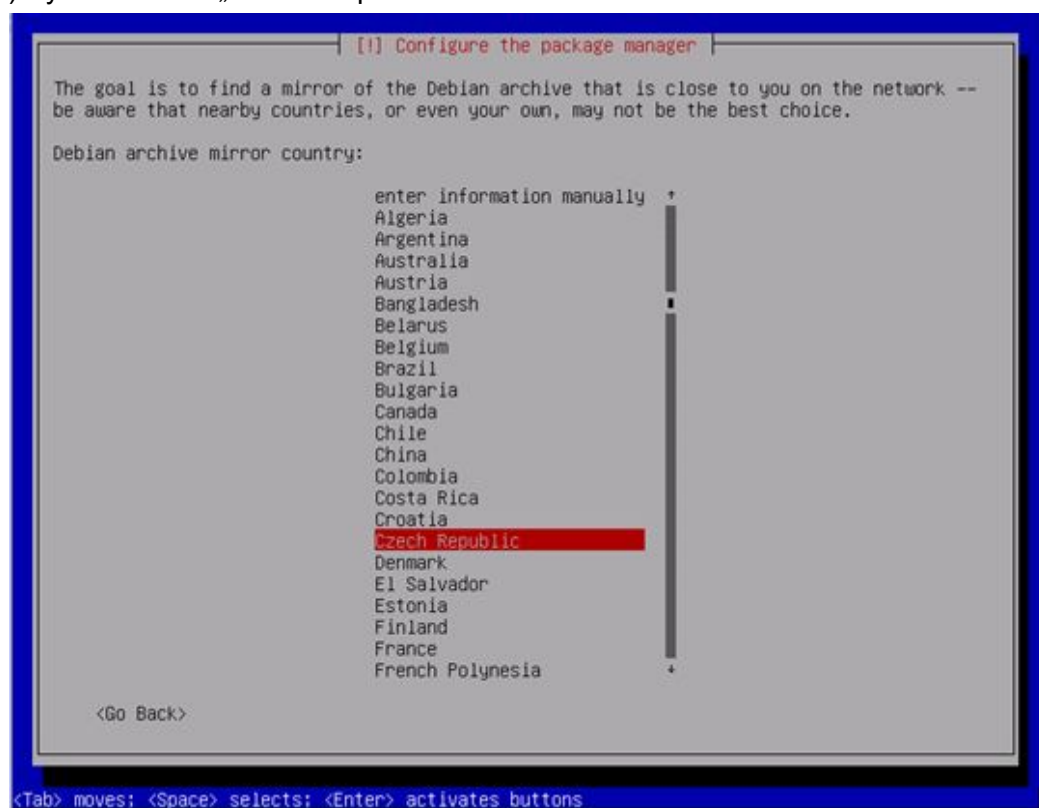 [!] Configure the package manager
The goal is to find a mirror of the Debian archive that is close to you on the network --
be aware that nearby countries, or even your own, may not be the best choice.
Debian archive mirror country:
enter information manually
Algeria
Argentina
Australia
Austria
Bangladesh
Belarus
Belgium
Brazil
Bulgaria
Canada
Chile
China
Colombia
Costa Rica
Croatia
Czech Republic
Denmark
El Salvador
Estonia
Finland
France
French Polynesia
<Go Back>
<Tab> moves; <Space> selects; <Enter> activates buttons